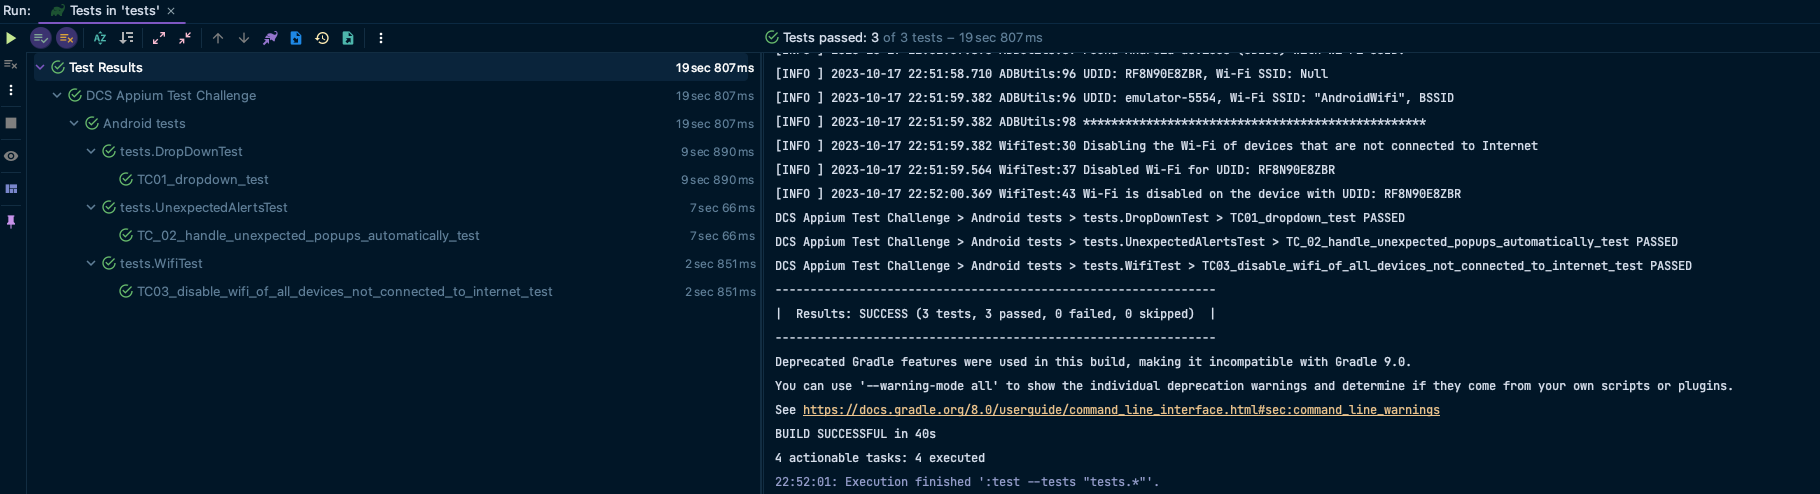 Run: Tests in 'tests' ×
Tests passed: 3 of 3 tests – 19 sec 807 ms
Test Results 19 sec 807 ms
DCS Appium Test Challenge 19 sec 807 ms
Android tests 19 sec 807 ms
tests.DropDownTest 9 sec 890 ms
TC01_dropdown_test 9 sec 890 ms
tests.UnexpectedAlertsTest 7 sec 66 ms
TC_02_handle_unexpected_popups_automatically_test 7 sec 66 ms
tests.WifiTest 2 sec 851 ms
TC03_disable_wifi_of_all_devices_not_connected_to_internet_test 2 sec 851 ms
[INFO ] 2023-10-17 22:51:58.710 ADBUtils:96 UDID: RF8N90E8ZBR, Wi-Fi SSID: Null
[INFO ] 2023-10-17 22:51:59.382 ADBUtils:96 UDID: emulator-5554, Wi-Fi SSID: "AndroidWifi", BSSID
[INFO ] 2023-10-17 22:51:59.382 ADBUtils:98 *************************************************
[INFO ] 2023-10-17 22:51:59.382 WifiTest:30 Disabling the Wi-Fi of devices that are not connected to Internet
[INFO ] 2023-10-17 22:51:59.564 WifiTest:37 Disabled Wi-Fi for UDID: RF8N90E8ZBR
[INFO ] 2023-10-17 22:52:00.369 WifiTest:43 Wi-Fi is disabled on the device with UDID: RF8N90E8ZBR
DCS Appium Test Challenge > Android tests > tests.DropDownTest > TC01_dropdown_test PASSED
DCS Appium Test Challenge > Android tests > tests.UnexpectedAlertsTest > TC_02_handle_unexpected_popups_automatically_test PASSED
DCS Appium Test Challenge > Android tests > tests.WifiTest > TC03_disable_wifi_of_all_devices_not_connected_to_internet_test PASSED
---------------------------------------------------------------
|  Results: SUCCESS (3 tests, 3 passed, 0 failed, 0 skipped)  |
---------------------------------------------------------------
Deprecated Gradle features were used in this build, making it incompatible with Gradle 9.0.
You can use '--warning-mode all' to show the individual deprecation warnings and determine if they come from your own scripts or plugins.
See https://docs.gradle.org/8.0/userguide/command_line_interface.html#sec:command_line_warnings
BUILD SUCCESSFUL in 40s
4 actionable tasks: 4 executed
22:52:01: Execution finished ':test --tests "tests.*"'.